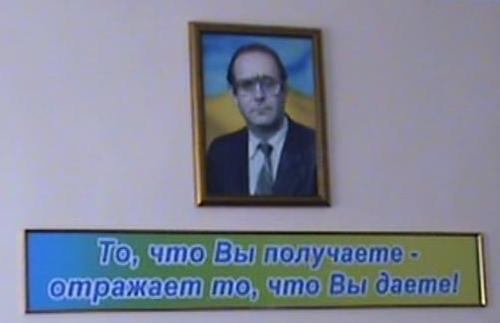 То, что Вы получаете -
отражает то, что Вы даете!